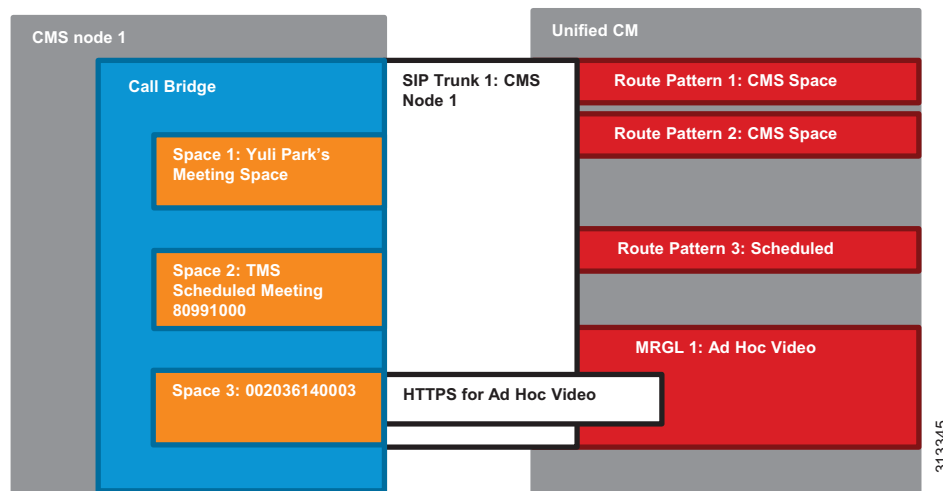 CMS node 1
Unified CM
Call Bridge
SIP Trunk 1: CMS
Node 1
Route Pattern 1: CMS Space
Route Pattern 2: CMS Space
Space 1: Yuli Park's
Meeting Space
Route Pattern 3: Scheduled
Space 2: TMS
Scheduled Meeting
80991000
MRGL 1: Ad Hoc Video
Space 3: 002036140003
HTTPS for Ad Hoc Video
313345